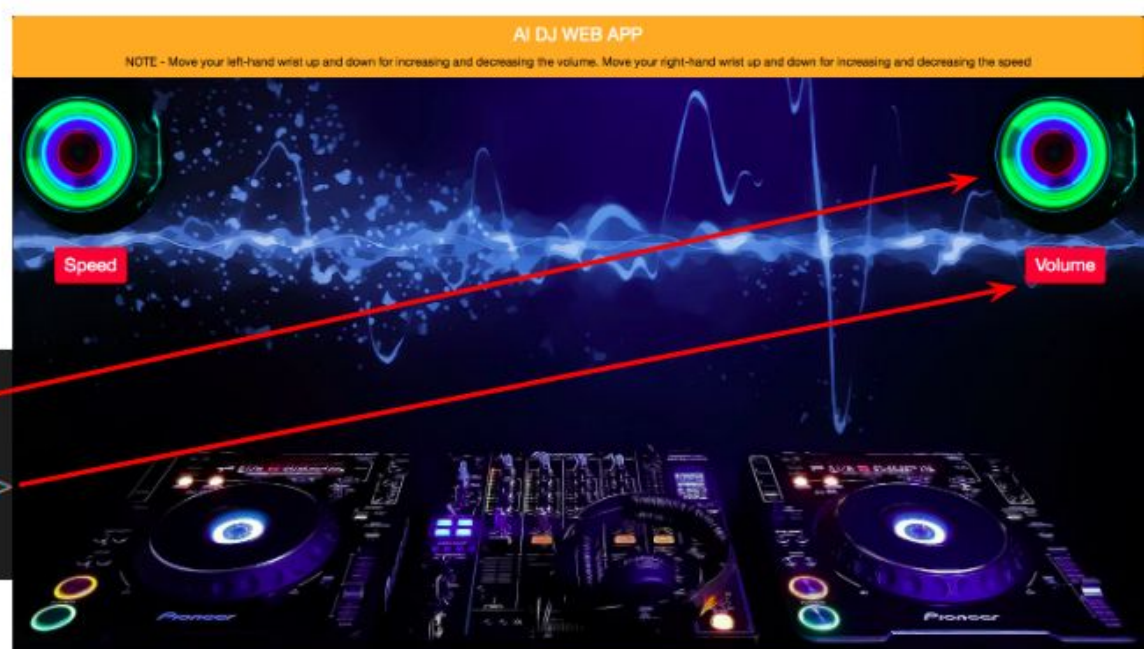 AI DJ WEB APP
NOTE - Move your left-hand wrist up and down for increasing and decreasing the volume. Move your right-hand wrist up and down for increasing and decreasing the speed
Speed
Volume
Pioneer
Pioneer